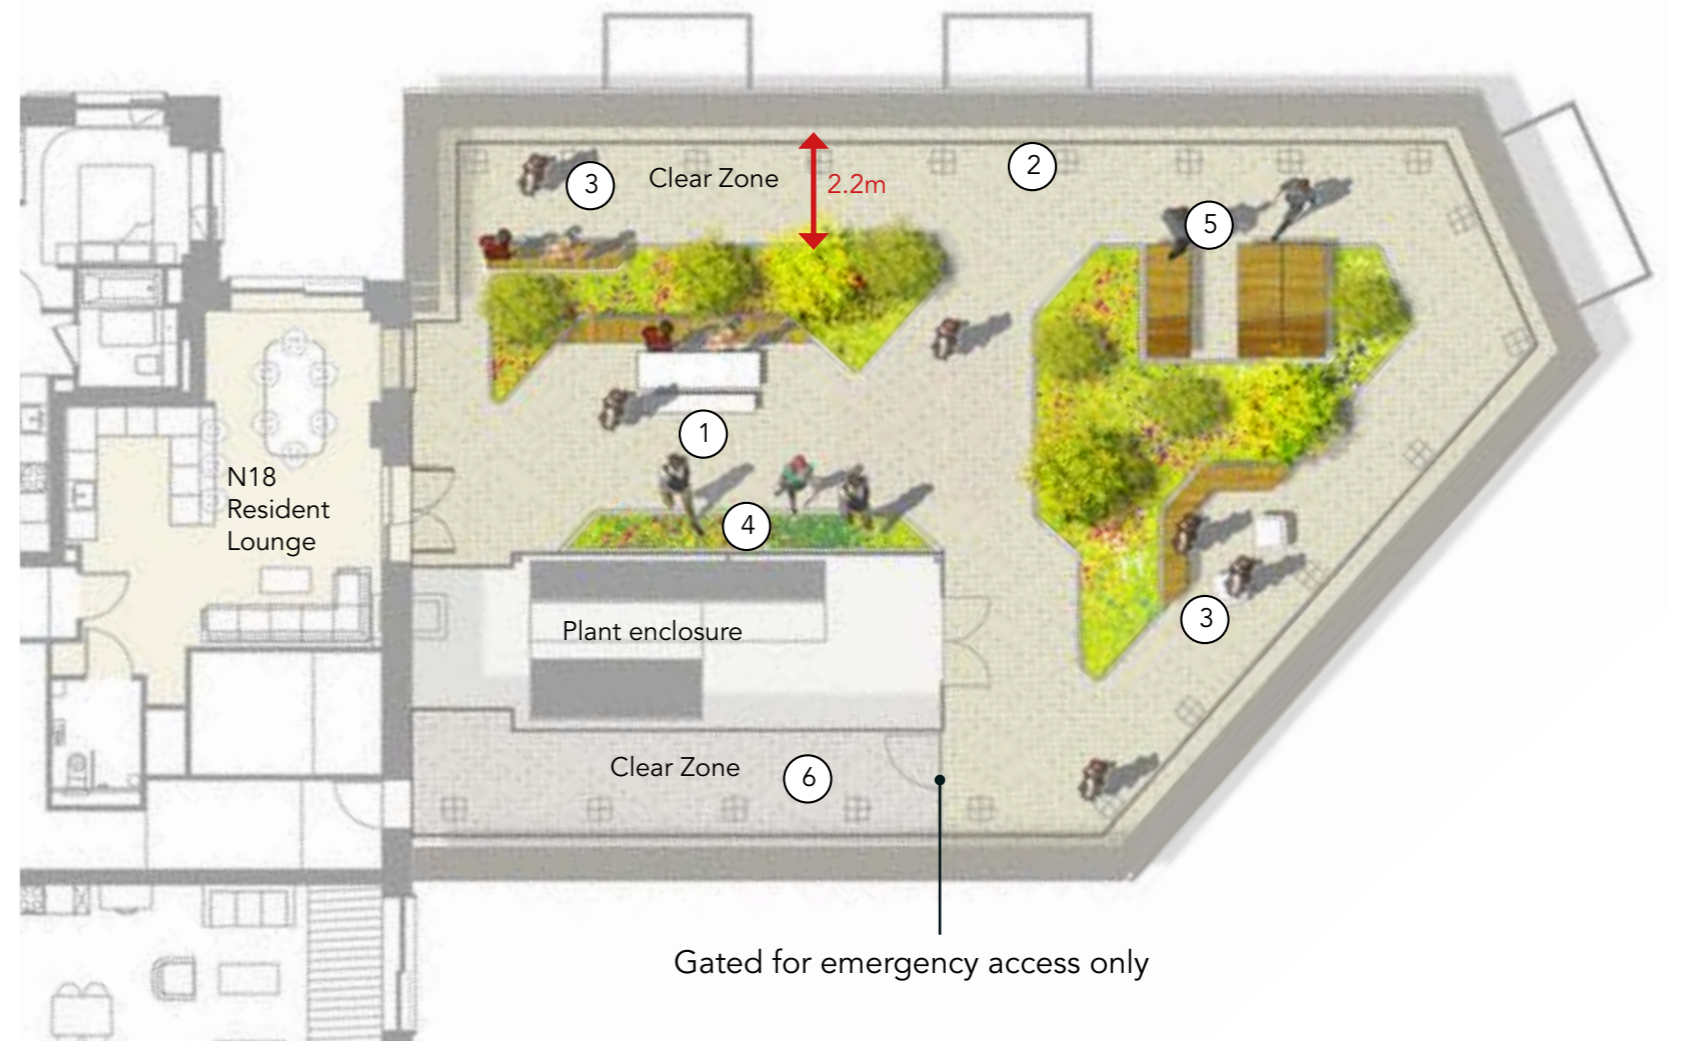 2
3
Clear Zone
2.2m
5
1
N18
Resident
Lounge
4
Plant enclosure
3
Clear Zone
6
Gated for emergency access only